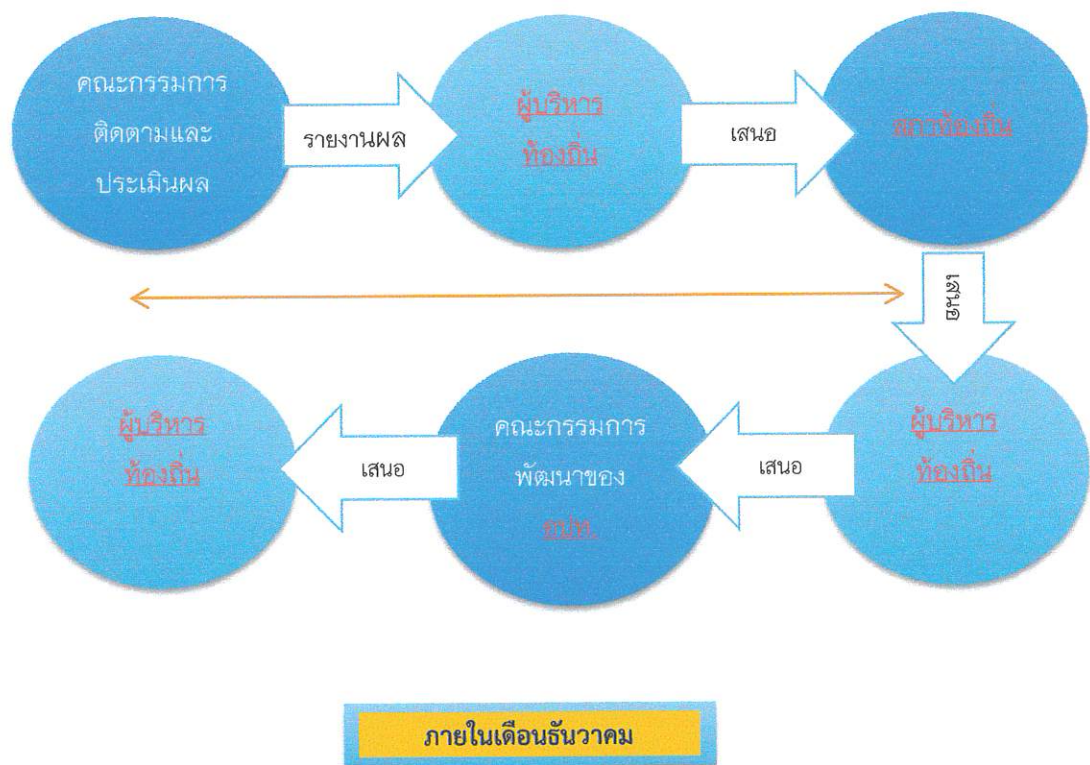 คณะกรรมการ
ติดตามและ
ประเมินผล
รายงานผล
ผู้บริหาร
ท้องถิ่น
เสนอ
สภาท้องถิ่น
เสนอ
ผู้บริหาร
ท้องถิ่น
เสนอ
คณะกรรมการ
พัฒนาของ
อปท.
เสนอ
ผู้บริหาร
ท้องถิ่น
ภายในเดือนธันวาคม